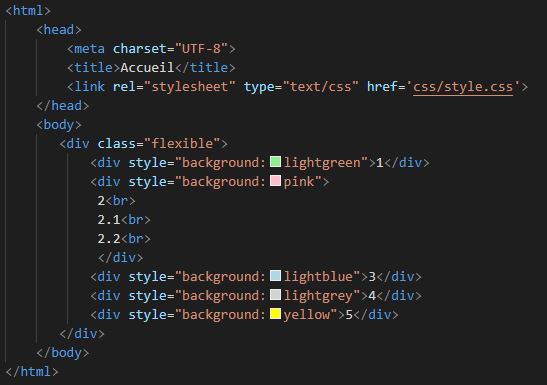 <html>
<head>
<meta charset="UTF-8">
<title>Accueil</title>
<link rel="stylesheet" type="text/css" href='css/style.css'>
</head>
<body>
<div class="flexible">
<div style="background:lightgreen">1</div>
<div style="background:pink">
2<br>
2.1<br>
2.2<br>
</div>
<div style="background:lightblue">3</div>
<div style="background:lightgrey">4</div>
<div style="background:yellow">5</div>
</div>
</body>
</html>